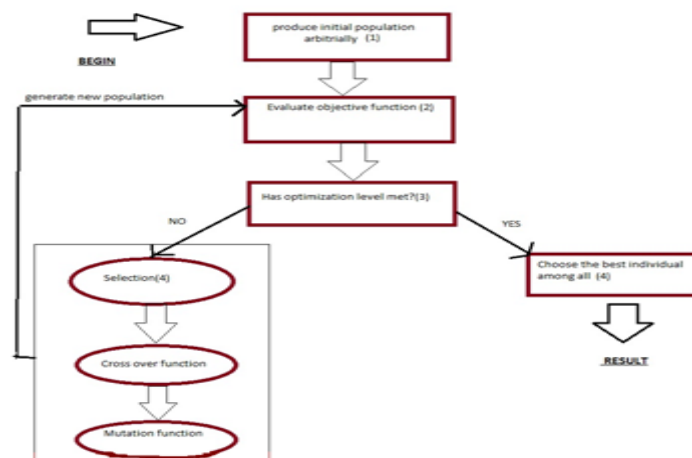 produce initial population
arbitrially (1)
BEGIN
generate new population
Evaluate objective function (2)
Has optimization level met?(3)
NO
YES
Selection(4)
Choose the best individual
among all (4)
Cross over function
RESULT
Mutation function